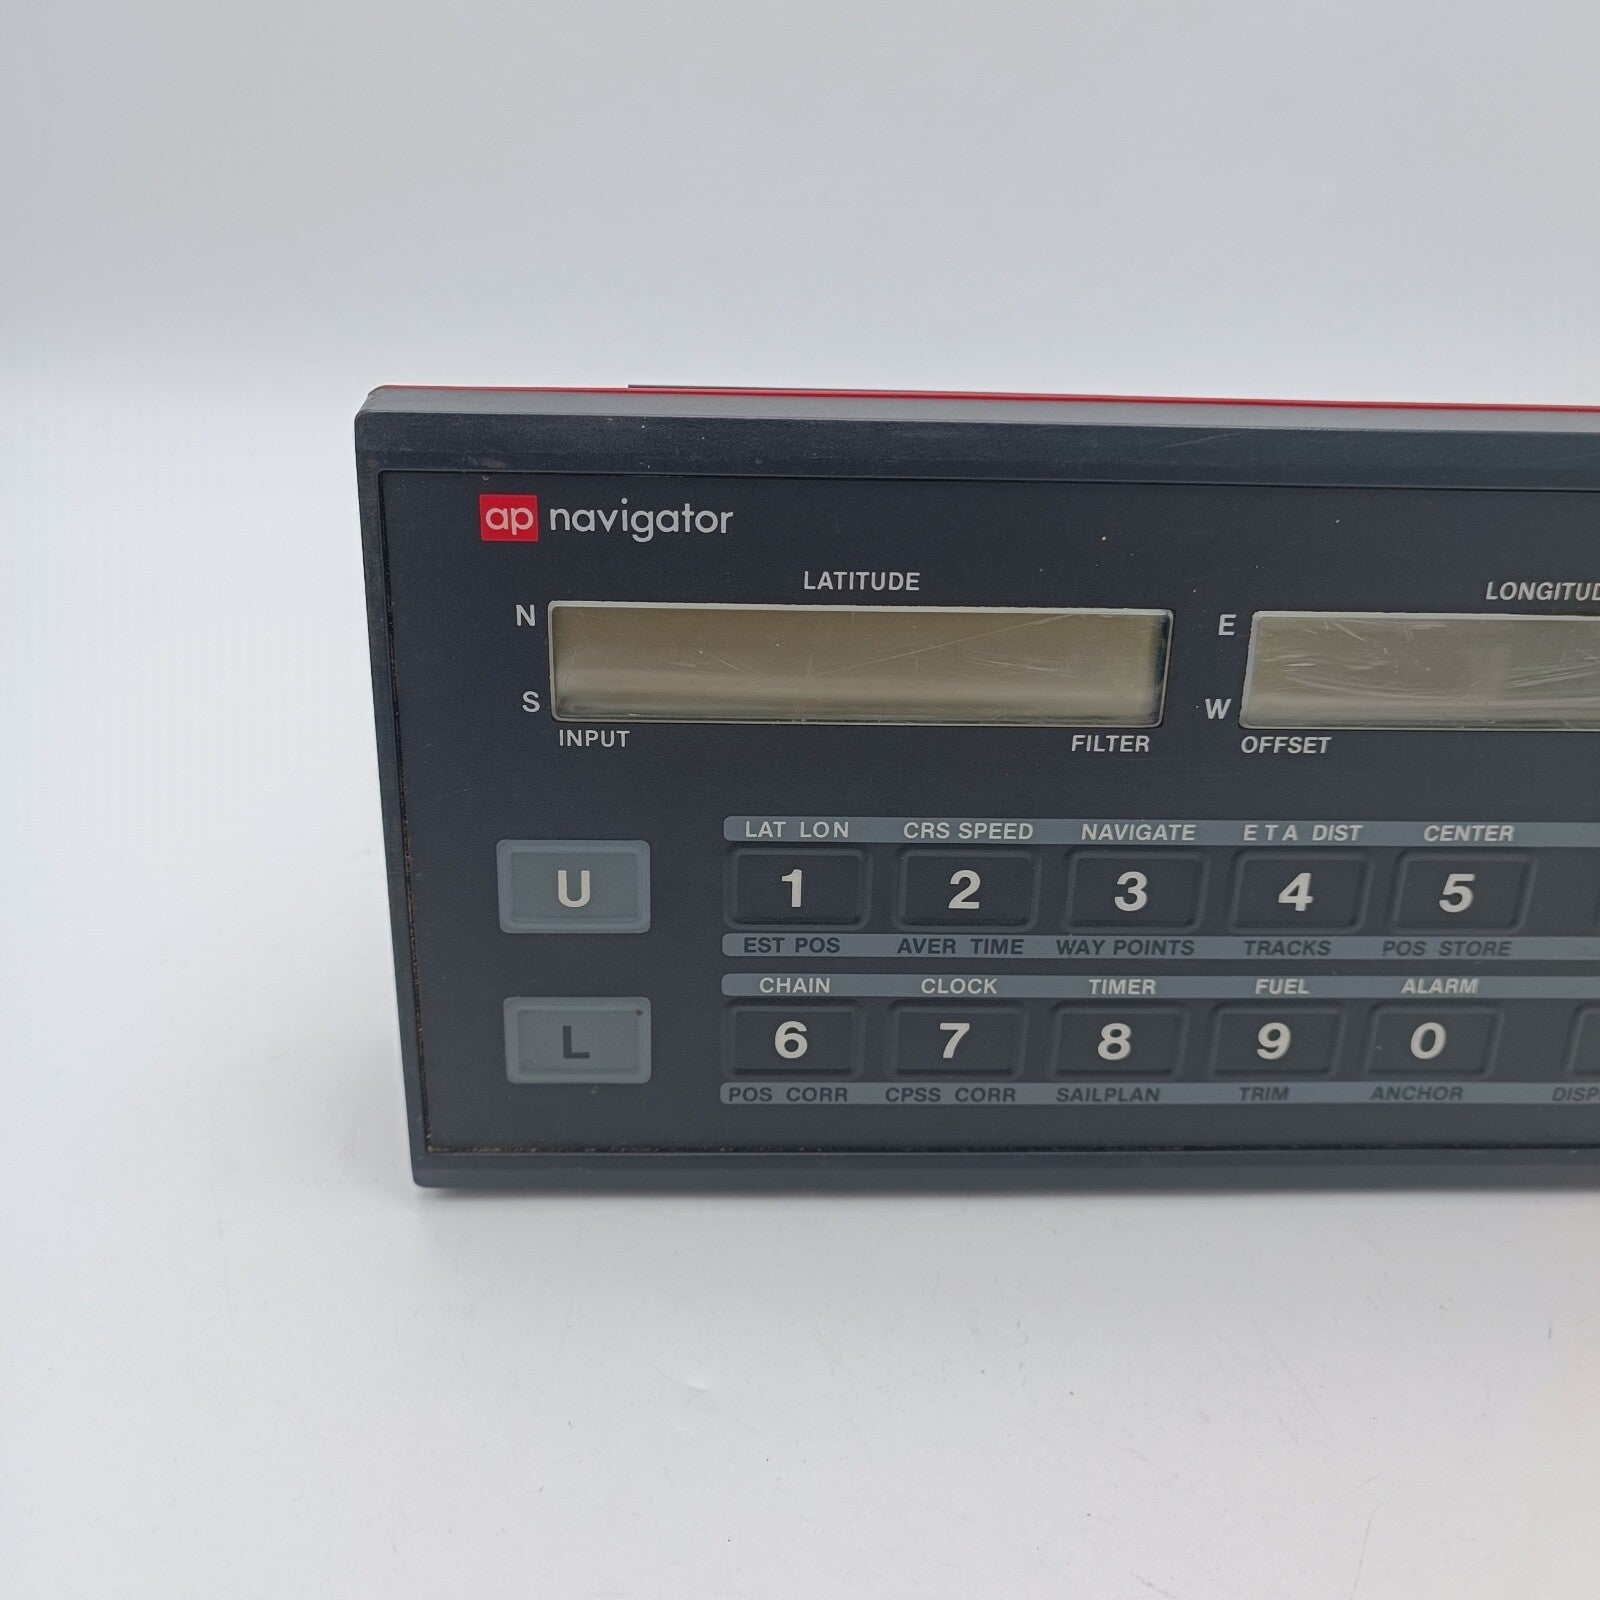 ap navigator
LATITUDE
LONGITUD
N
E
S
W
INPUT
FILTER
OFFSET
LAT LON CRS SPEED NAVIGATE ETA DIST CENTER
U 1 2 3 4 5
EST POS AVER TIME WAY POINTS TRACKS POS STORE
CHAIN CLOCK TIMER FUEL ALARM
L 6 7 8 9 0
POS CORR CPSS CORR SAILPLAN TRIM ANCHOR DISP